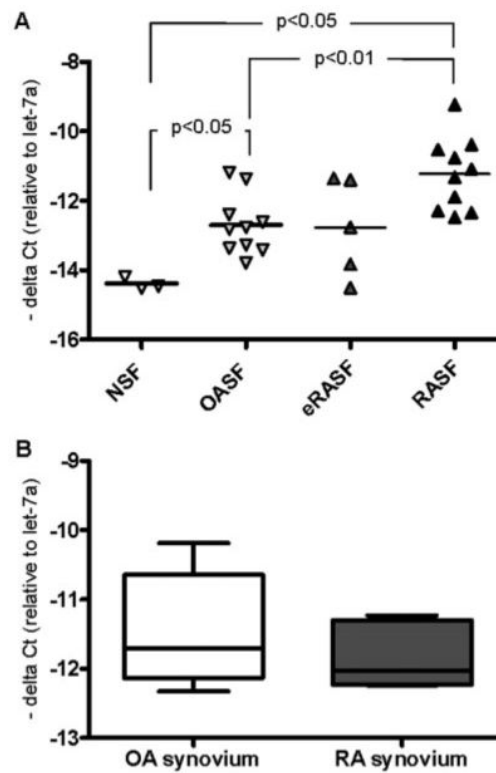 A
p<0.05
p<0.01
p<0.05
- delta Ct (relative to let-7a)
-8
-10
-12
-14
-16
NSF
OASF
eRASF
RASF
B
- delta Ct (relative to let-7a)
-9
-10
-11
-12
-13
OA synovium
RA synovium